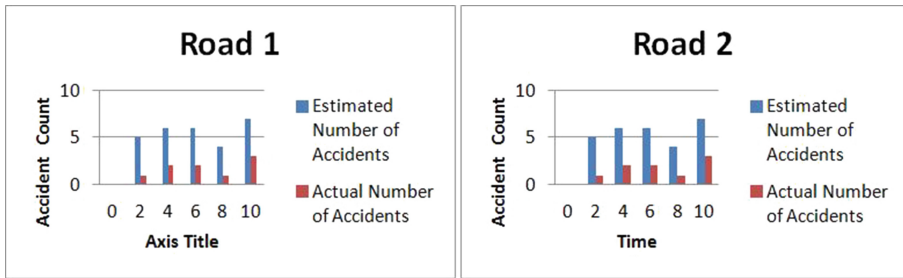 Road 1
10
5
0
Accident Count
0 2 4 6 8 10
Axis Title
Estimated
Number of
Accidents
Actual Number
of Accidents
Road 2
10
5
0
Accident Count
0 2 4 6 8 10
Time
Estimated
Number of
Accidents
Actual Number
of Accidents